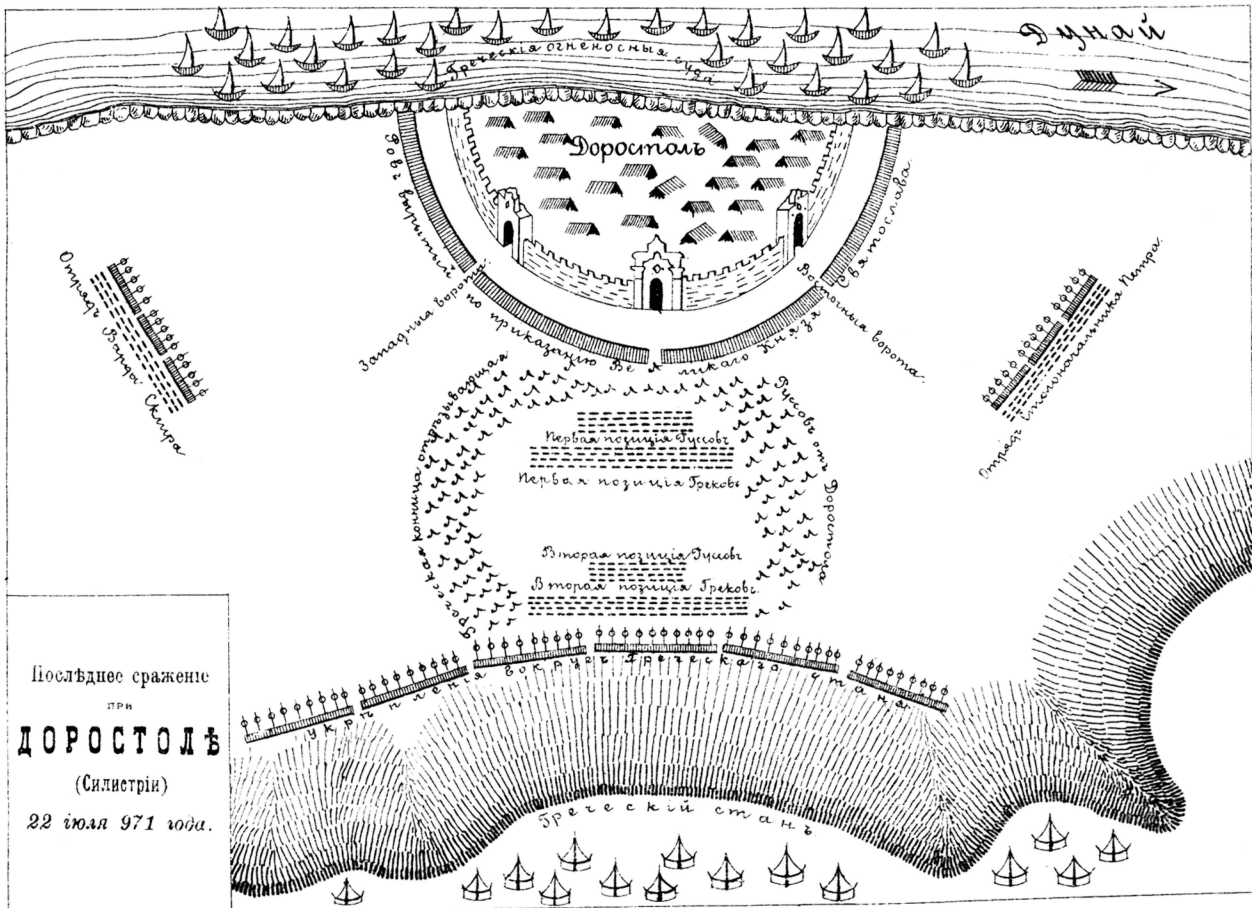 Дунай
Греческія огненосныя суда
Доростолъ
Ровъ вырытый по приказанію Великаго Князя Святослава
Западныя ворота
Восточныя ворота
Отрядъ Варда Склира
Отрядъ Стопоначальника Петра
Греческая конница отрѣзывающая Руссовъ отъ Доростола
Первая позиція Руссовъ
Первая позиція Грековъ
Вторая позиція Руссовъ
Вторая позиція Грековъ
укрѣпленія вокругъ Греческаго стана
Греческій станъ
Послѣднее сраженіе
при
ДОРОСТОЛѢ
(Силистріи)
22 іюля 971 года.